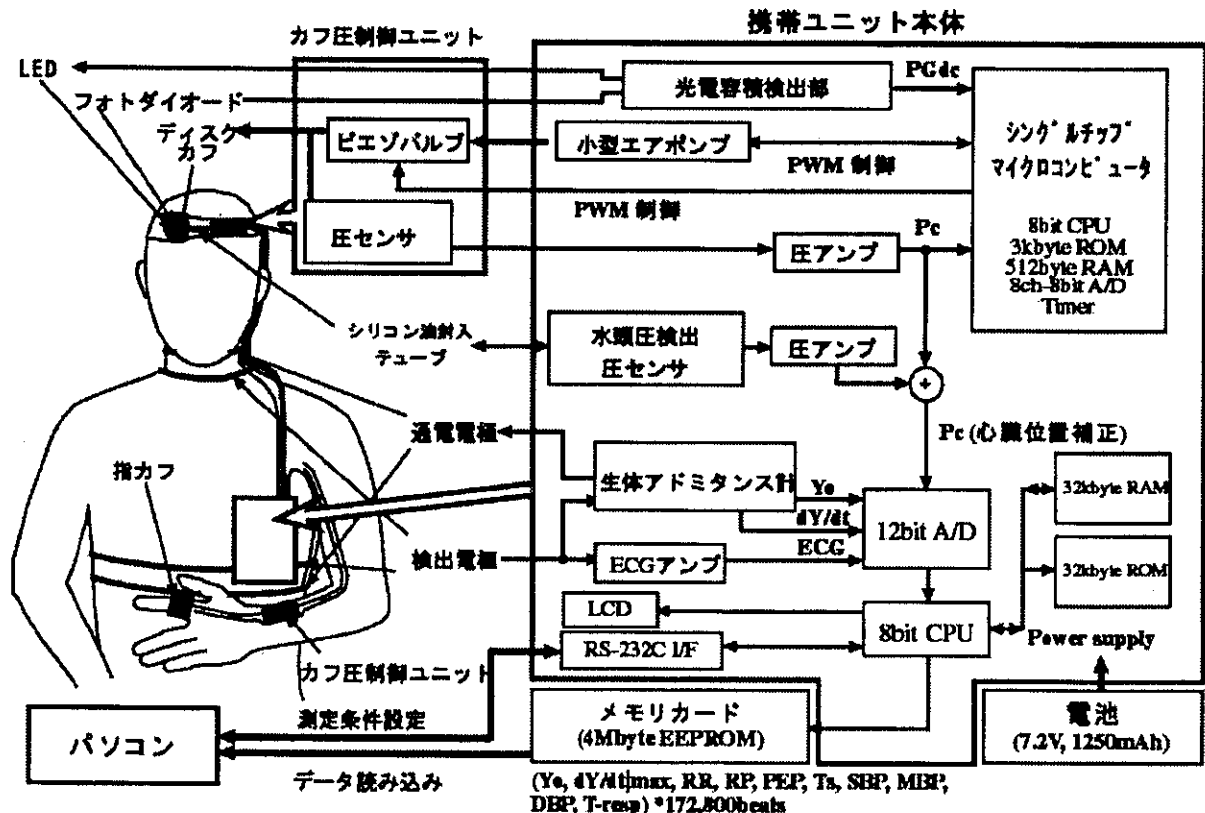 携帯ユニット本体
カフ圧制御ユニット
LED
フォトダイオード
ディスク
カフ
光電容積検出部
PGdc
ピエゾバルブ
小型エアポンプ
PWM 制御
PWM 制御
シングルチップ
マイクロコンピュータ
8bit CPU
3kbyte ROM
512byte RAM
8ch-8bit A/D
Timer
圧センサ
圧アンプ
Pc
シリコン油封入
チューブ
水頭圧検出
圧センサ
圧アンプ
+
Pc (心臓位置補正)
通電電極
指カフ
生体アドミタンス計
Yo
dY/dt
ECG
12bit A/D
32kbyte RAM
32kbyte ROM
検出電極
ECGアンプ
LCD
8bit CPU
RS-232C I/F
Power supply
カフ圧制御ユニット
測定条件設定
パソコン
メモリカード
(4Mbyte EEPROM)
電池
(7.2V, 1250mAh)
データ読み込み
(Yo, dY/dt|max, RR, RP, PEP, Ts, SBP, MBP,
DBP, T-resp) *172,800beats